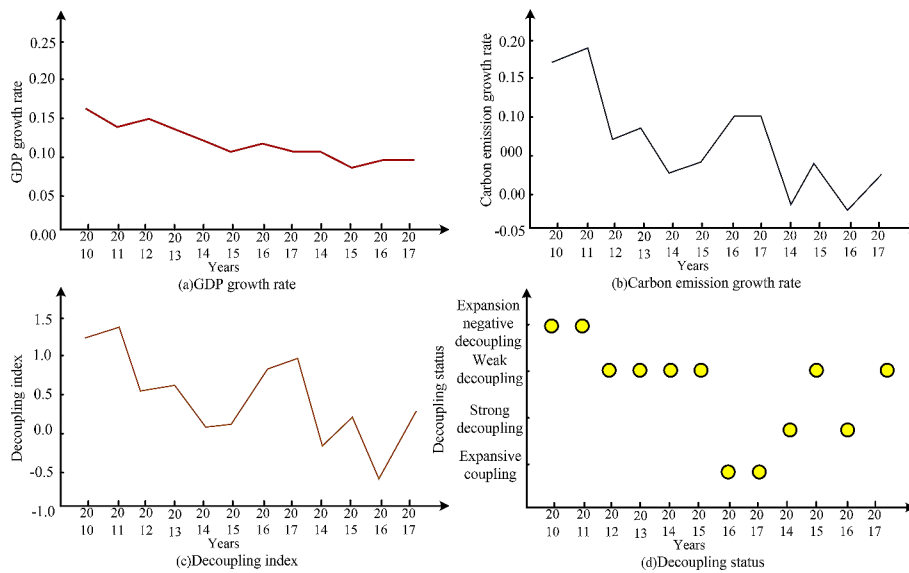 0.25
0.20
0.15
0.10
0.05
0.00
GDP growth rate
20 20 20 20 20 20 20 20 20 20 20 20
10 11 12 13 14 15 16 17 14 15 16 17
Years
(a)GDP growth rate
0.20
0.15
0.10
000
0.00
-0.05
Carbon emission growth rate
20 20 20 20 20 20 20 20 20 20 20 20
10 11 12 13 14 15 16 17 14 15 16 17
Years
(b)Carbon emission growth rate
1.5
1.0
0.5
0.0
-0.5
-1.0
Decoupling index
20 20 20 20 20 20 20 20 20 20 20 20
10 11 12 13 14 15 16 17 14 15 16 17
Years
(c)Decoupling index
Decoupling status
Expansion
negative
decoupling
Weak
decoupling
Strong
decoupling
Expansive
coupling
20 20 20 20 20 20 20 20 20 20 20 20
10 11 12 13 14 15 16 17 14 15 16 17
Years
(d)Decoupling status